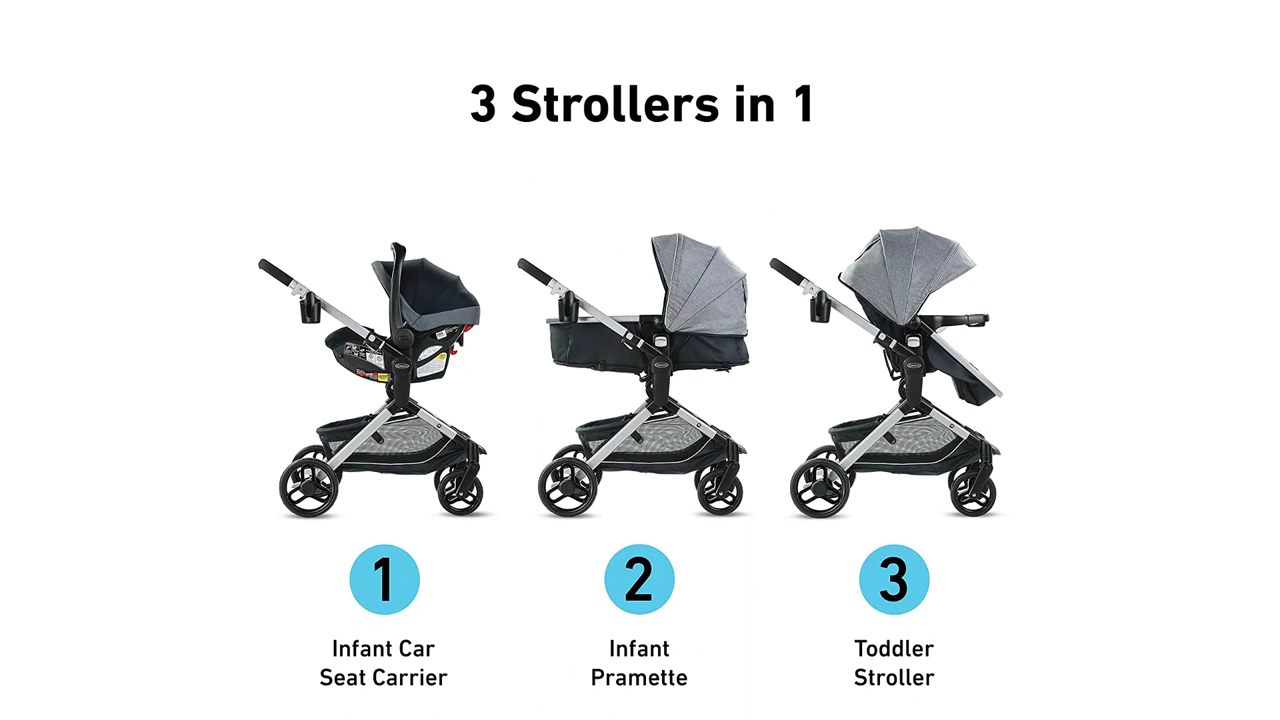 3 Strollers in 1
1
2
3
Infant Car
Seat Carrier
Infant
Pramette
Toddler
Stroller